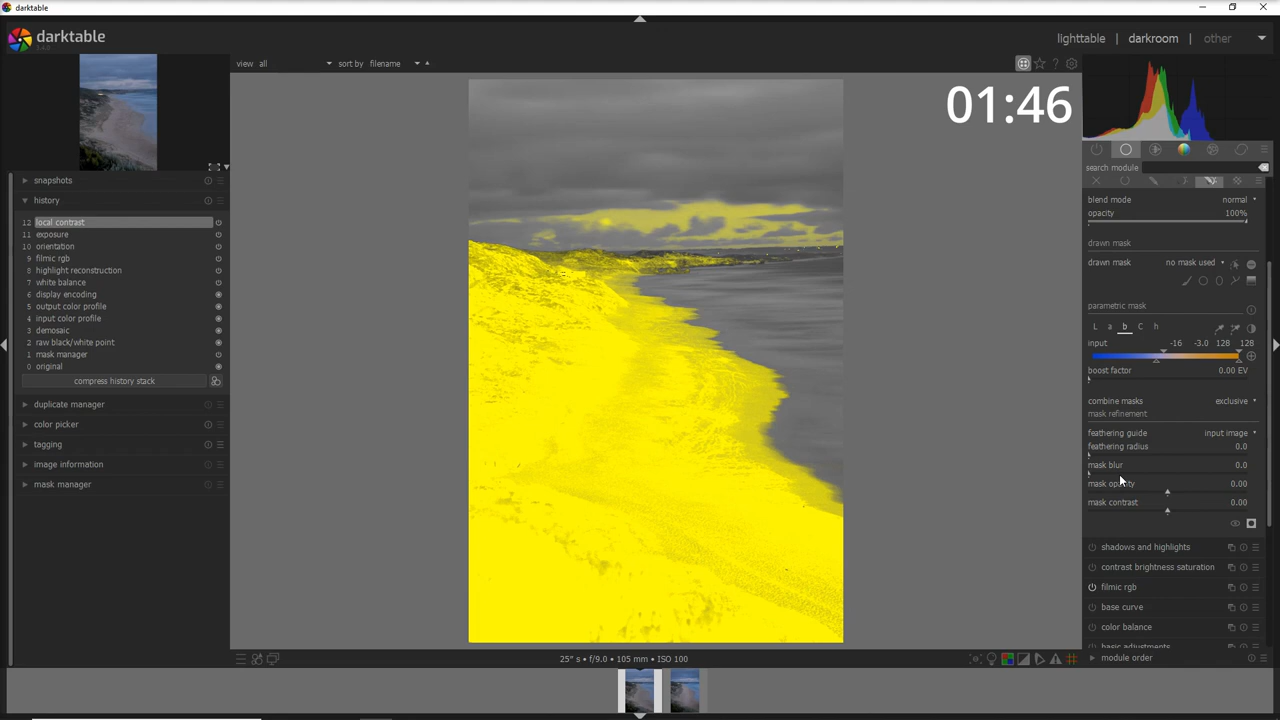 darktable
darktable
3.4.0
lighttable | darkroom | other
view all sort by filename
?
01:46
search module
snapshots
history
12 local contrast
11 exposure
10 orientation
9 filmic rgb
8 highlight reconstruction
7 white balance
6 display encoding
5 output color profile
4 input color profile
3 demosaic
2 raw black/white point
1 mask manager
0 original
compress history stack
duplicate manager
color picker
tagging
image information
mask manager
blend mode normal
opacity 100%
drawn mask
drawn mask no mask used
parametric mask
L a b C h
input -16 -3.0 128 128
boost factor 0.00 EV
combine masks exclusive
mask refinement
feathering guide input image
feathering radius 0.0
mask blur 0.0
mask opacity 0.00
mask contrast 0.00
shadows and highlights
contrast brightness saturation
filmic rgb
base curve
color balance
basic adjustments
module order
25" s • f/9.0 • 105 mm • ISO 100